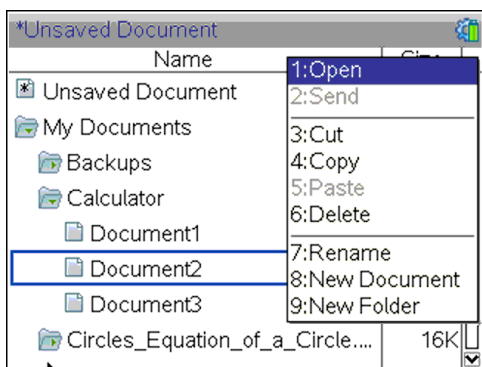 *Unsaved Document
Name
1:Open
2:Send
Unsaved Document
My Documents
3:Cut
4:Copy
Backups
5:Paste
Calculator
6:Delete
Document1
7:Rename
Document2
8:New Document
Document3
9:New Folder
Circles_Equation_of_a_Circle.... 16K